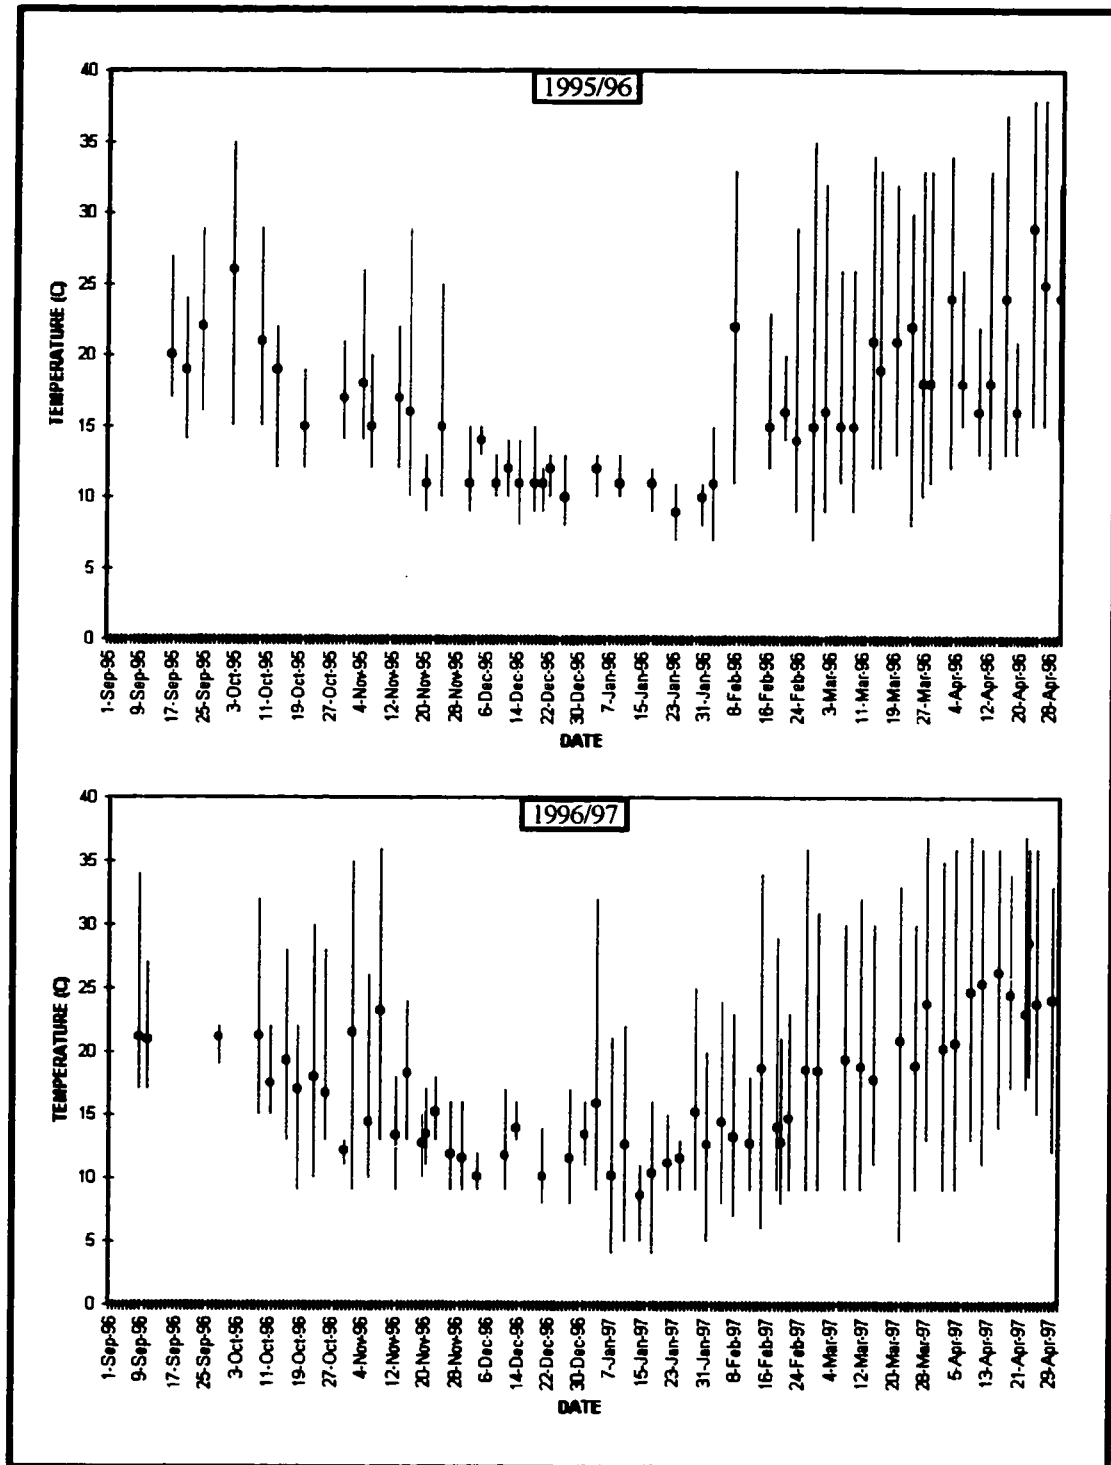 1995/96
40
35
30
25
20
15
10
5
0
TEMPERATURE (C)
1-Sep-95
9-Sep-95
17-Sep-95
25-Sep-95
3-Oct-95
11-Oct-95
19-Oct-95
27-Oct-95
4-Nov-95
12-Nov-95
20-Nov-95
28-Nov-95
6-Dec-95
14-Dec-95
22-Dec-95
30-Dec-95
7-Jan-96
15-Jan-96
23-Jan-96
31-Jan-96
8-Feb-96
16-Feb-96
24-Feb-96
3-Mar-96
11-Mar-96
19-Mar-96
27-Mar-96
4-Apr-96
12-Apr-96
20-Apr-96
28-Apr-96
DATE
1996/97
40
35
30
25
20
15
10
5
0
TEMPERATURE (C)
1-Sep-96
9-Sep-96
17-Sep-96
25-Sep-96
3-Oct-96
11-Oct-96
19-Oct-96
27-Oct-96
4-Nov-96
12-Nov-96
20-Nov-96
28-Nov-96
6-Dec-96
14-Dec-96
22-Dec-96
30-Dec-96
7-Jan-97
15-Jan-97
23-Jan-97
31-Jan-97
8-Feb-97
16-Feb-97
24-Feb-97
4-Mar-97
12-Mar-97
20-Mar-97
28-Mar-97
5-Apr-97
13-Apr-97
21-Apr-97
29-Apr-97
DATE